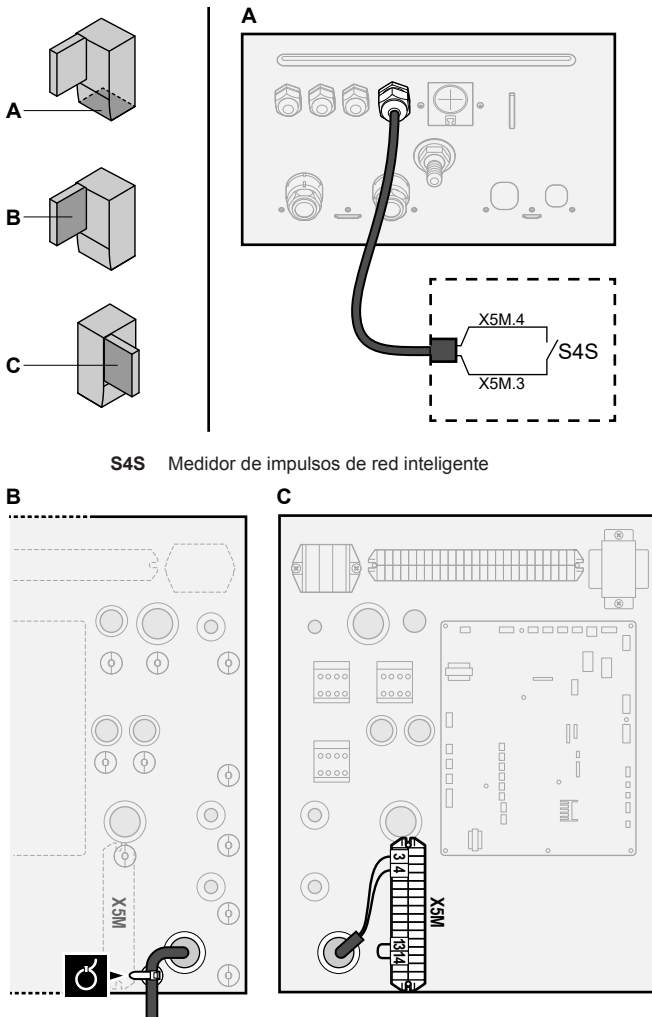 A
B
C
A
X5M.4
S4S
X5M.3
S4S Medidor de impulsos de red inteligente
B
X5M
C
3
4
X5M
13
14